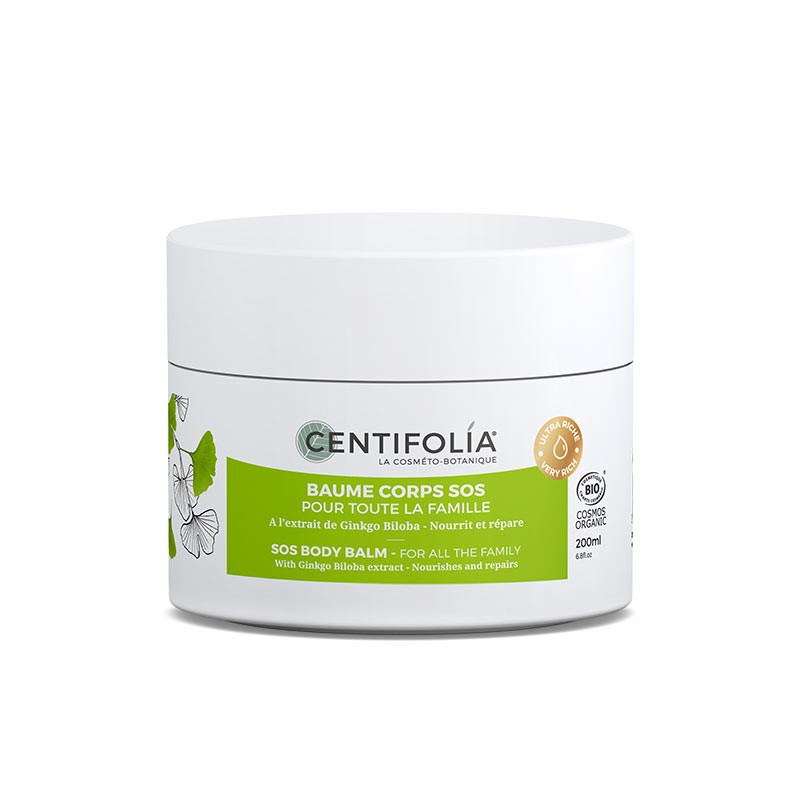 CENTIFOLIA®
LA COSMÉTO-BOTANIQUE
ULTRA RICHE
VERY RICH
BAUME CORPS SOS
POUR TOUTE LA FAMILLE
A l'extrait de Ginkgo Biloba - Nourrit et répare
SOS BODY BALM - FOR ALL THE FAMILY
With Ginkgo Biloba extract - Nourishes and repairs
BIO
COSMOS
ORGANIC
200ml
6.8fl.oz